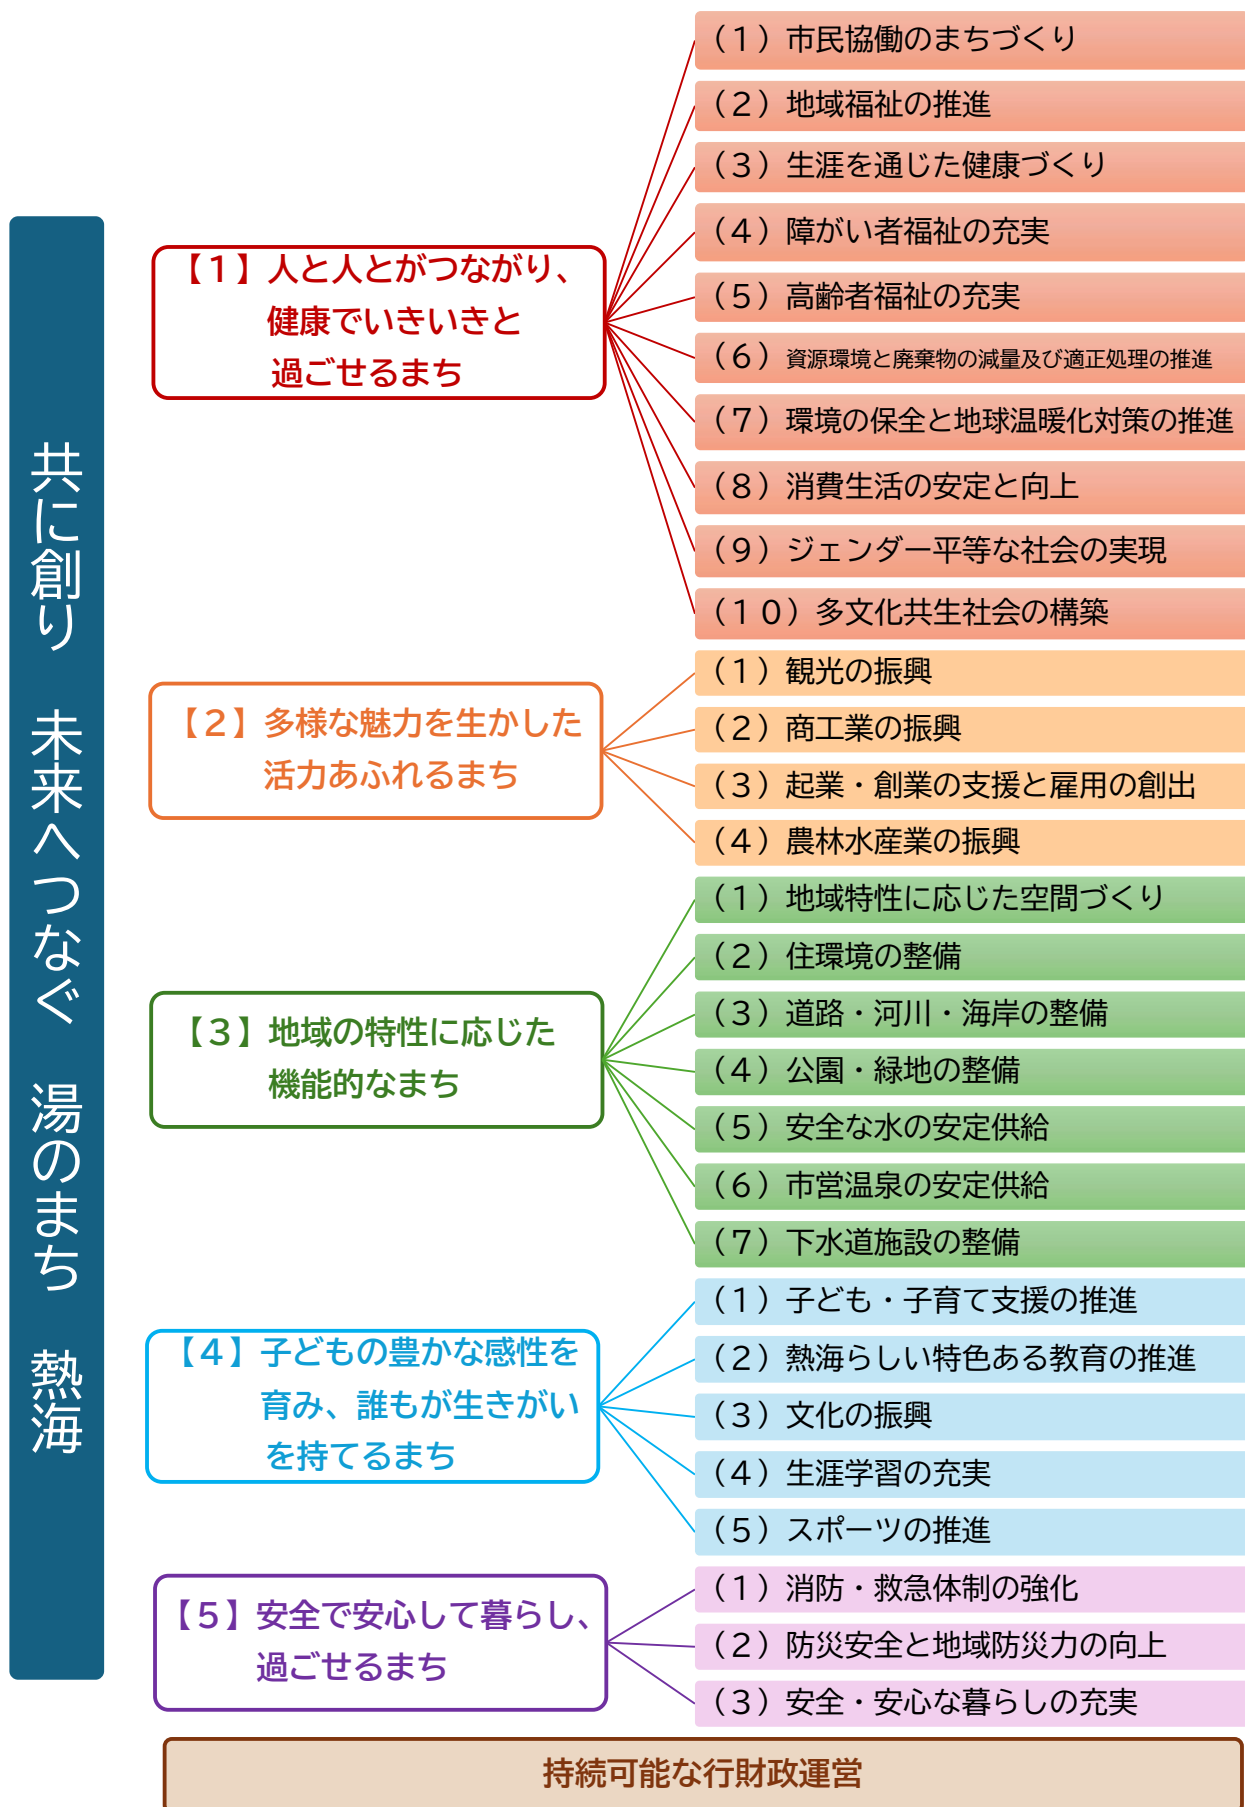 共に創り　未来へつなぐ　湯のまち　熱海
【１】人と人とがつながり、
健康でいきいきと
過ごせるまち
（１）市民協働のまちづくり
（２）地域福祉の推進
（３）生涯を通じた健康づくり
（４）障がい者福祉の充実
（５）高齢者福祉の充実
（６）資源環境と廃棄物の減量及び適正処理の推進
（７）環境の保全と地球温暖化対策の推進
（８）消費生活の安定と向上
（９）ジェンダー平等な社会の実現
（１０）多文化共生社会の構築
【２】多様な魅力を生かした
活力あふれるまち
（１）観光の振興
（２）商工業の振興
（３）起業・創業の支援と雇用の創出
（４）農林水産業の振興
【３】地域の特性に応じた
機能的なまち
（１）地域特性に応じた空間づくり
（２）住環境の整備
（３）道路・河川・海岸の整備
（４）公園・緑地の整備
（５）安全な水の安定供給
（６）市営温泉の安定供給
（７）下水道施設の整備
【４】子どもの豊かな感性を
育み、誰もが生きがい
を持てるまち
（１）子ども・子育て支援の推進
（２）熱海らしい特色ある教育の推進
（３）文化の振興
（４）生涯学習の充実
（５）スポーツの推進
【５】安全で安心して暮らし、
過ごせるまち
（１）消防・救急体制の強化
（２）防災安全と地域防災力の向上
（３）安全・安心な暮らしの充実
持続可能な行財政運営